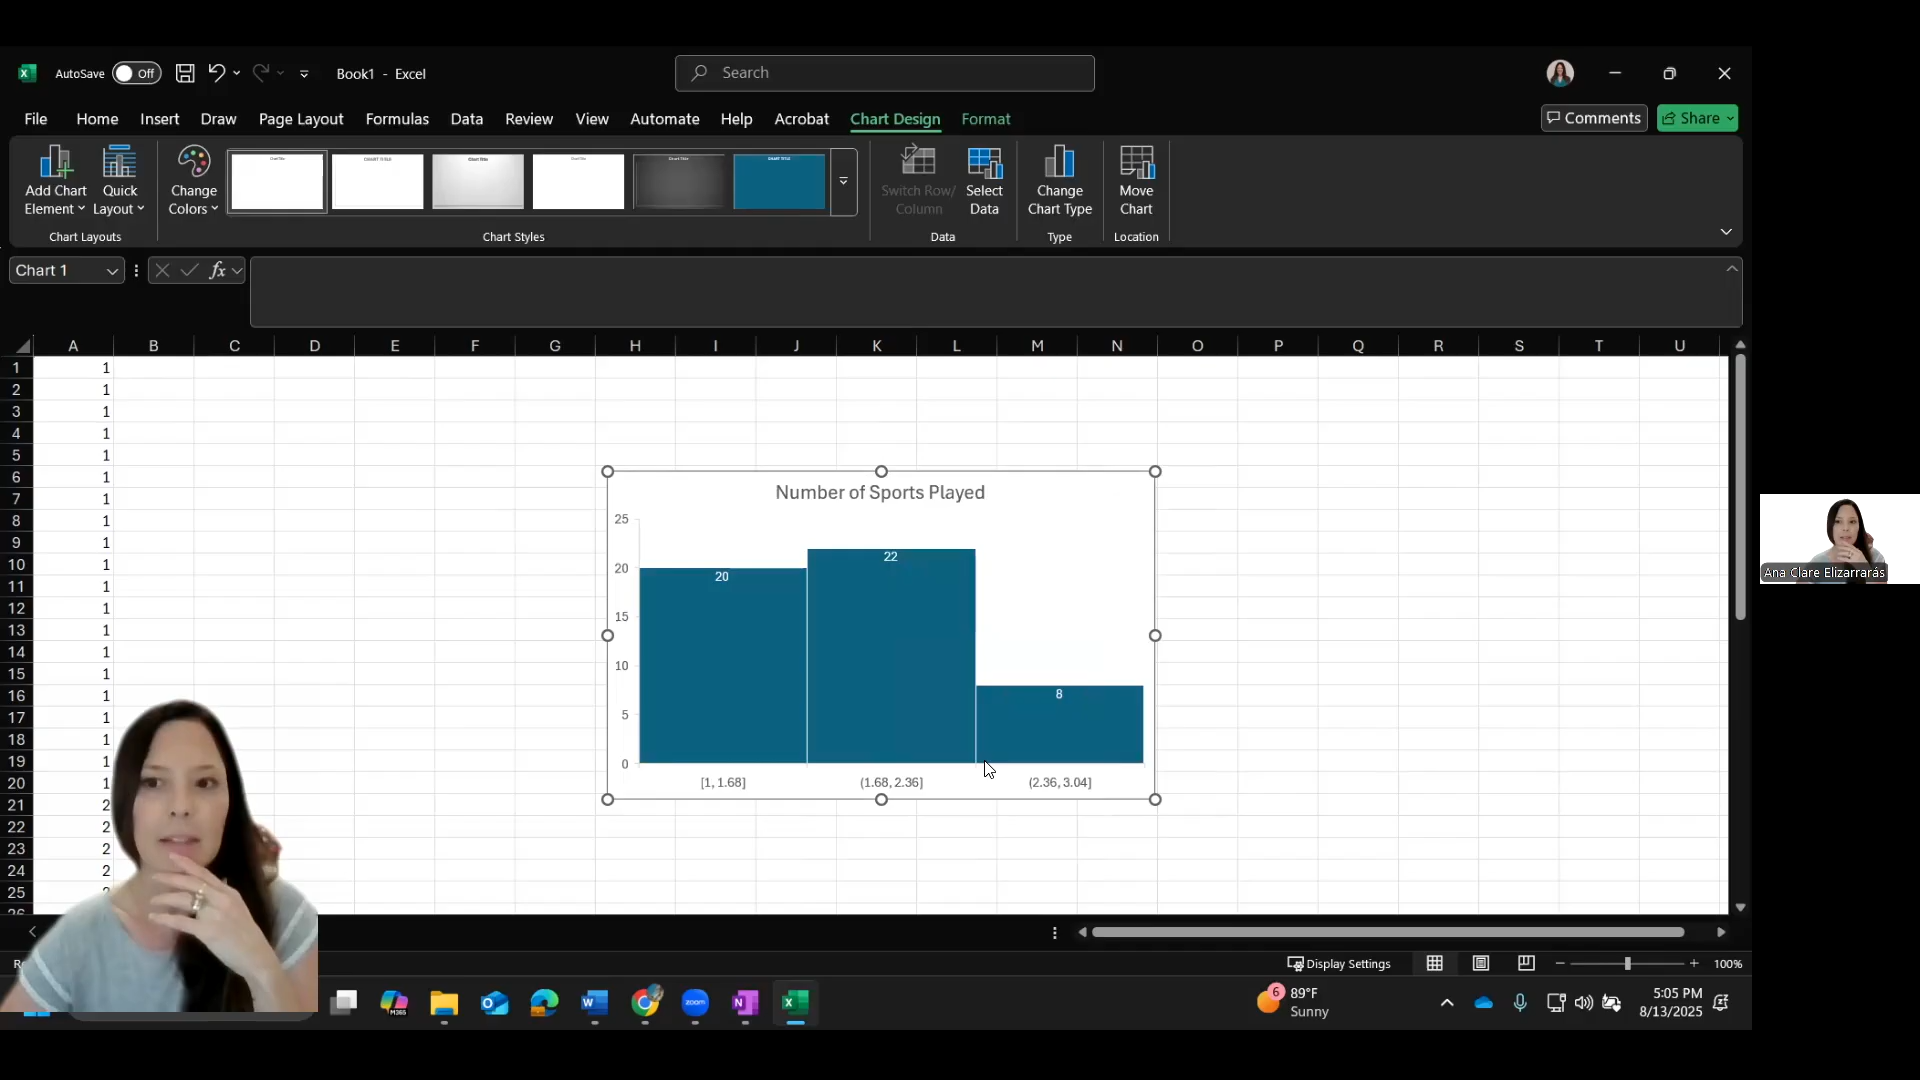 AutoSave Off Book1 - Excel Search
File Home Insert Draw Page Layout Formulas Data Review View Automate Help Acrobat Chart Design Format Comments Share
Add Chart Element
Quick Layout
Change Colors
Switch Row/ Column
Select Data
Change Chart Type
Move Chart
Chart Layouts Chart Styles Data Type Location
Chart 1 fx
A B C D E F G H I J K L M N O P Q R S T U
1 1
2 1
3 1
4 1
5 1
6 1
7 1
8 1
9 1
10 1
11 1
12 1
13 1
14 1
15 1
16 1
17 1
18 1
19 1
20 1
21 2
22 2
23 2
24 2
25 2
26
Number of Sports Played
25
20
15
10
5
0
20
22
8
[1, 1.68] (1.68, 2.36] (2.36, 3.04]
Ana Clare Elizarrarás
Display Settings 100%
M365
zoom
6
89°F
Sunny
5:05 PM
8/13/2025